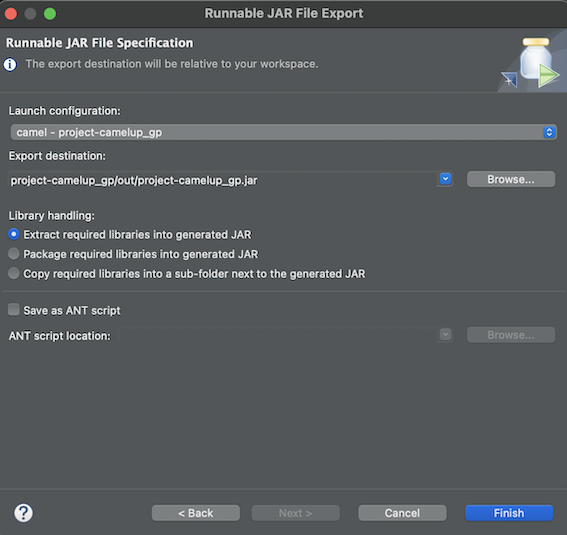 Runnable JAR File Export
Runnable JAR File Specification
The export destination will be relative to your workspace.
Launch configuration:
camel - project-camelup_gp
Export destination:
project-camelup_gp/out/project-camelup_gp.jar
Browse...
Library handling:
Extract required libraries into generated JAR
Package required libraries into generated JAR
Copy required libraries into a sub-folder next to the generated JAR
Save as ANT script
ANT script location:
Browse...
?
< Back
Next >
Cancel
Finish